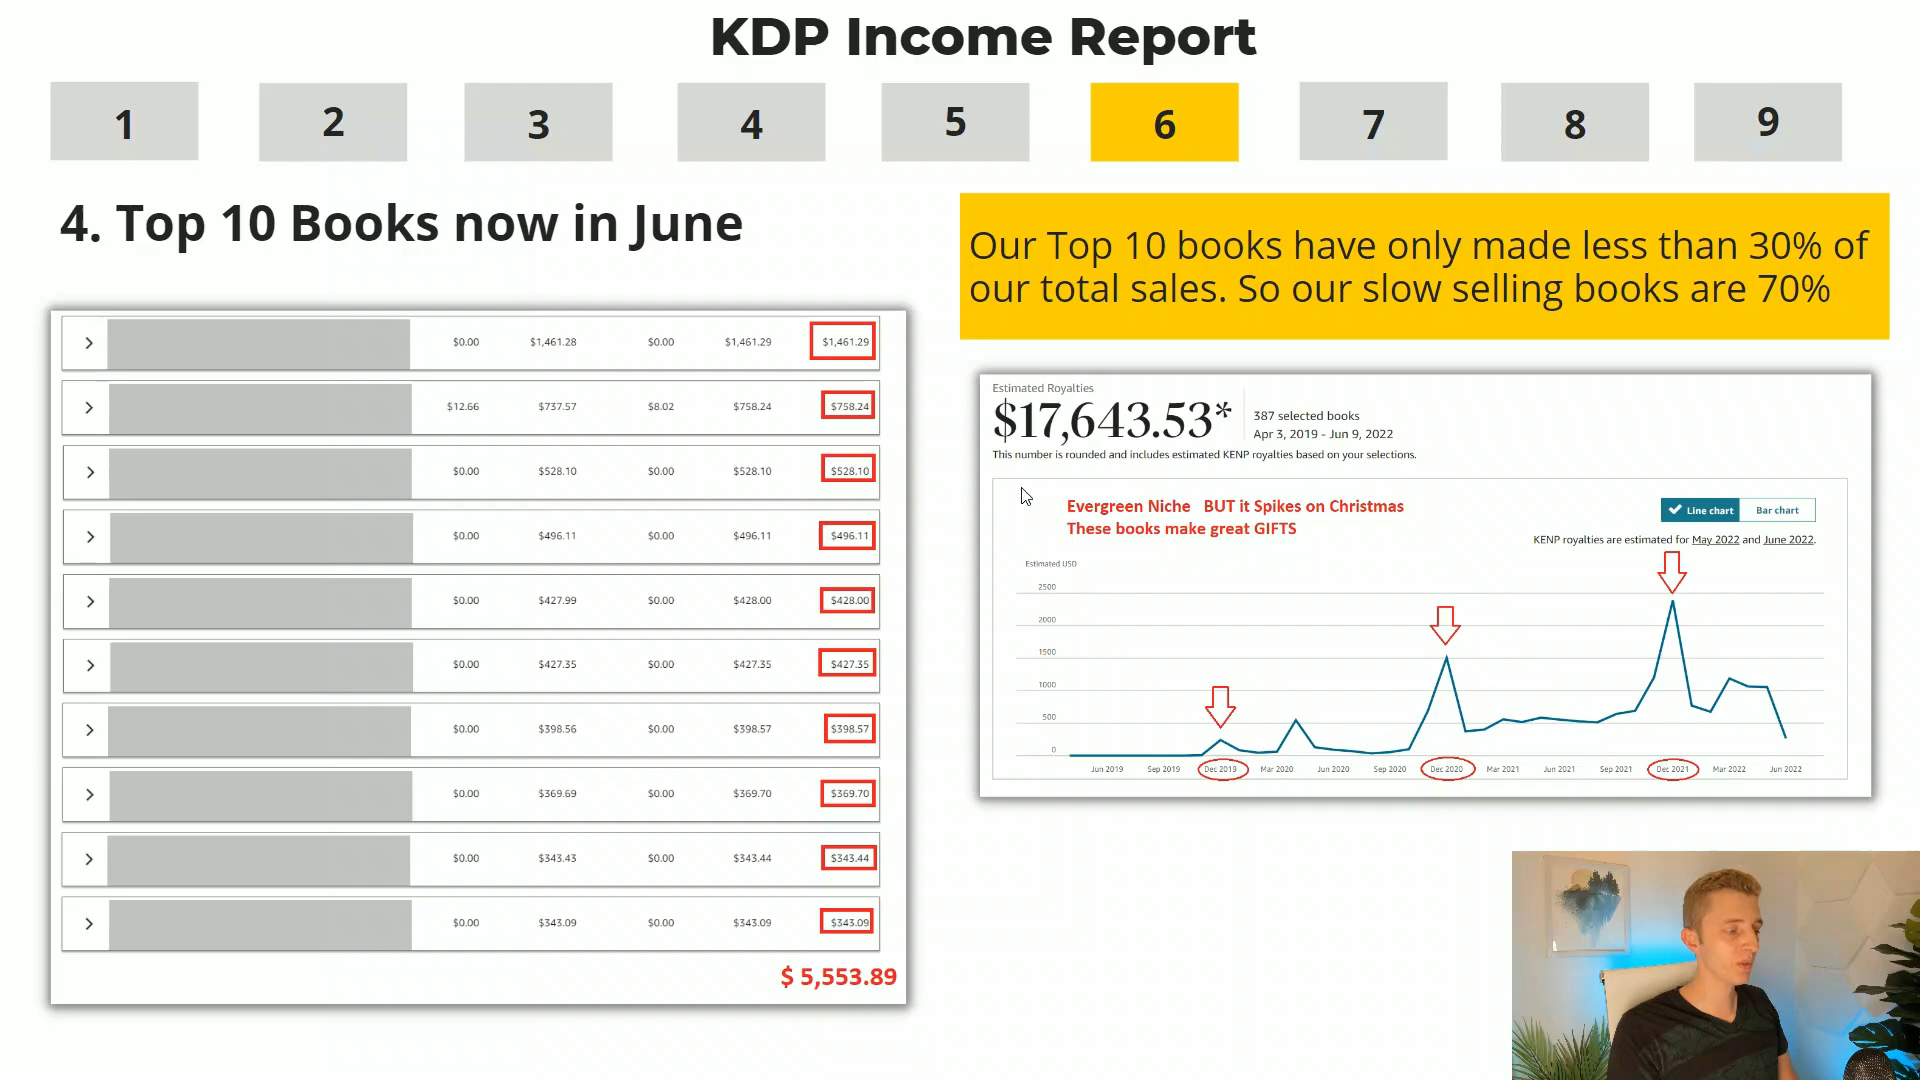 KDP Income Report
1 2 3 4 5 6 7 8 9
4. Top 10 Books now in June
Our Top 10 books have only made less than 30% of
our total sales. So our slow selling books are 70%
$0.00 $1,461.28 $0.00 $1,461.29 $1,461.29
$12.66 $737.57 $8.02 $758.24 $758.24
$0.00 $528.10 $0.00 $528.10 $528.10
$0.00 $496.11 $0.00 $496.11 $496.11
$0.00 $427.99 $0.00 $428.00 $428.00
$0.00 $427.35 $0.00 $427.35 $427.35
$0.00 $398.56 $0.00 $398.57 $398.57
$0.00 $369.69 $0.00 $369.70 $369.70
$0.00 $343.43 $0.00 $343.44 $343.44
$0.00 $343.09 $0.00 $343.09 $343.09
$ 5,553.89
Estimated Royalties
$17,643.53*
387 selected books
Apr 3, 2019 - Jun 9, 2022
This number is rounded and includes estimated KENP royalties based on your selections.
Evergreen Niche BUT it Spikes on Christmas
These books make great GIFTS
Line chart Bar chart
KENP royalties are estimated for May 2022 and June 2022.
Estimated USD
2500
2000
1500
1000
500
0
Jun 2019 Sep 2019 Dec 2019 Mar 2020 Jun 2020 Sep 2020 Dec 2020 Mar 2021 Jun 2021 Sep 2021 Dec 2021 Mar 2022 Jun 2022